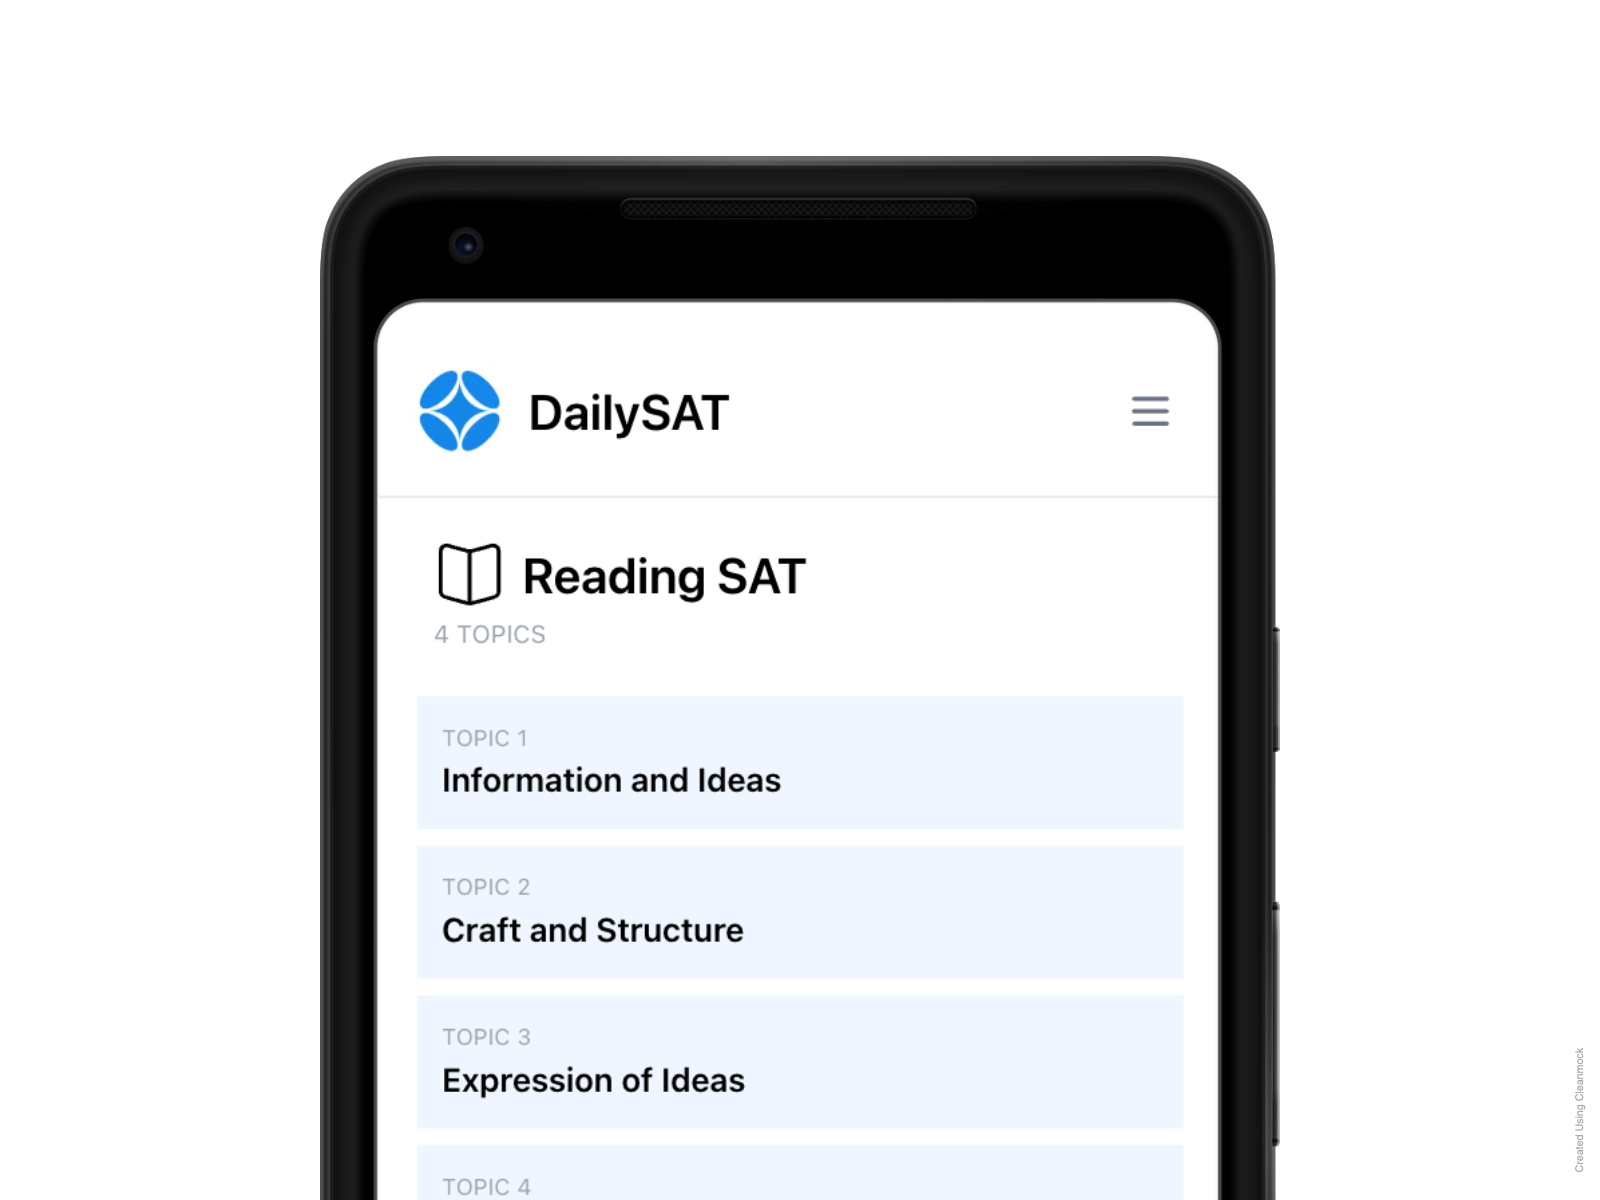 DailySAT
Reading SAT
4 TOPICS
TOPIC 1
Information and Ideas
TOPIC 2
Craft and Structure
TOPIC 3
Expression of Ideas
TOPIC 4
Created Using Cleanmock